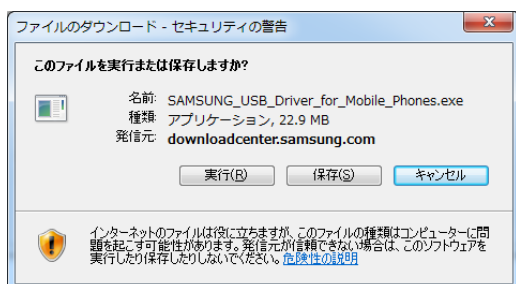 ファイルのダウンロード - セキュリティの警告
このファイルを実行または保存しますか?
名前: SAMSUNG_USB_Driver_for_Mobile_Phones.exe
種類: アプリケーション, 22.9 MB
発信元: downloadcenter.samsung.com
実行(R) 保存(S) キャンセル
インターネットのファイルは役に立ちますが、このファイルの種類はコンピューターに問
題を起こす可能性があります。発信元が信頼できない場合は、このソフトウェアを
実行したり保存したりしないでください。危険性の説明